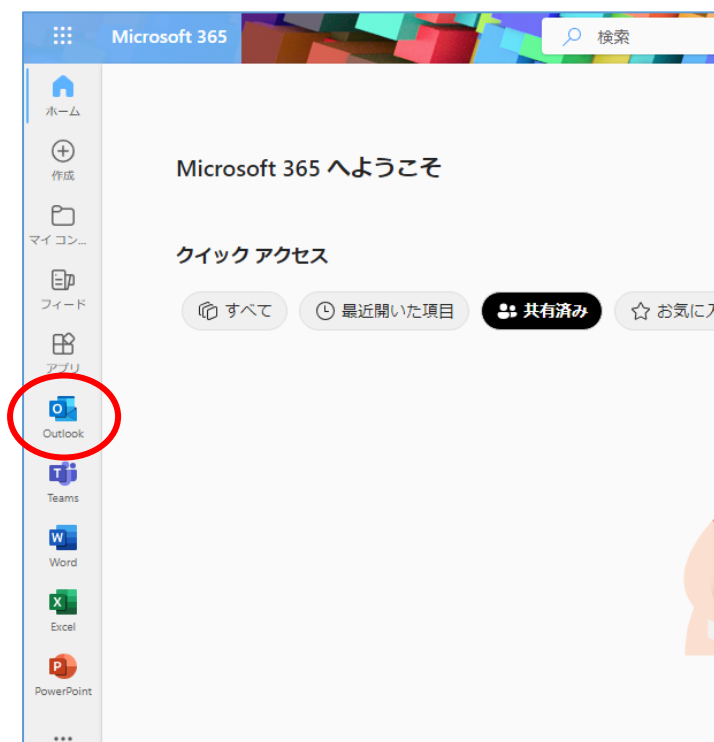 Microsoft 365
検索
ホーム
作成
マイ コン...
フィード
アプリ
Outlook
Teams
Word
Excel
PowerPoint
Microsoft 365 へようこそ
クイック アクセス
すべて
最近開いた項目
共有済み
お気に入